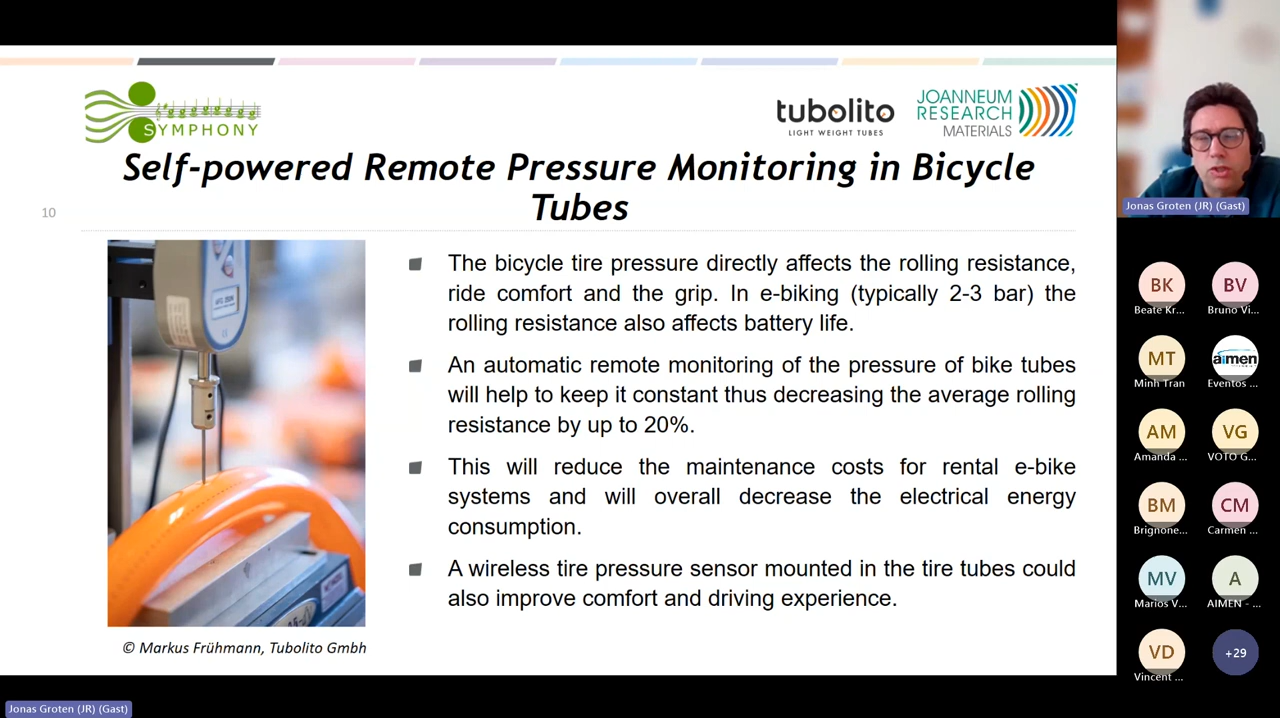 SYMPHONY
tubolito
LIGHT WEIGHT TUBES
JOANNEUM
RESEARCH
MATERIALS
Self-powered Remote Pressure Monitoring in Bicycle
Tubes
10
The bicycle tire pressure directly affects the rolling resistance,
ride comfort and the grip. In e-biking (typically 2-3 bar) the
rolling resistance also affects battery life.
An automatic remote monitoring of the pressure of bike tubes
will help to keep it constant thus decreasing the average rolling
resistance by up to 20%.
This will reduce the maintenance costs for rental e-bike
systems and will overall decrease the electrical energy
consumption.
A wireless tire pressure sensor mounted in the tire tubes could
also improve comfort and driving experience.
© Markus Frühmann, Tubolito Gmbh
Jonas Groten (JR) (Gast)
Jonas Groten (JR) (Gast)
BK
BV
Beate Kr...
Bruno Vi...
MT
aimen
Minh Tran
Eventos ...
AM
VG
Amanda ...
VOTO G...
BM
CM
Brignone...
Carmen ...
MV
A
Marios V...
AIMEN - ...
VD
+29
Vincent ...